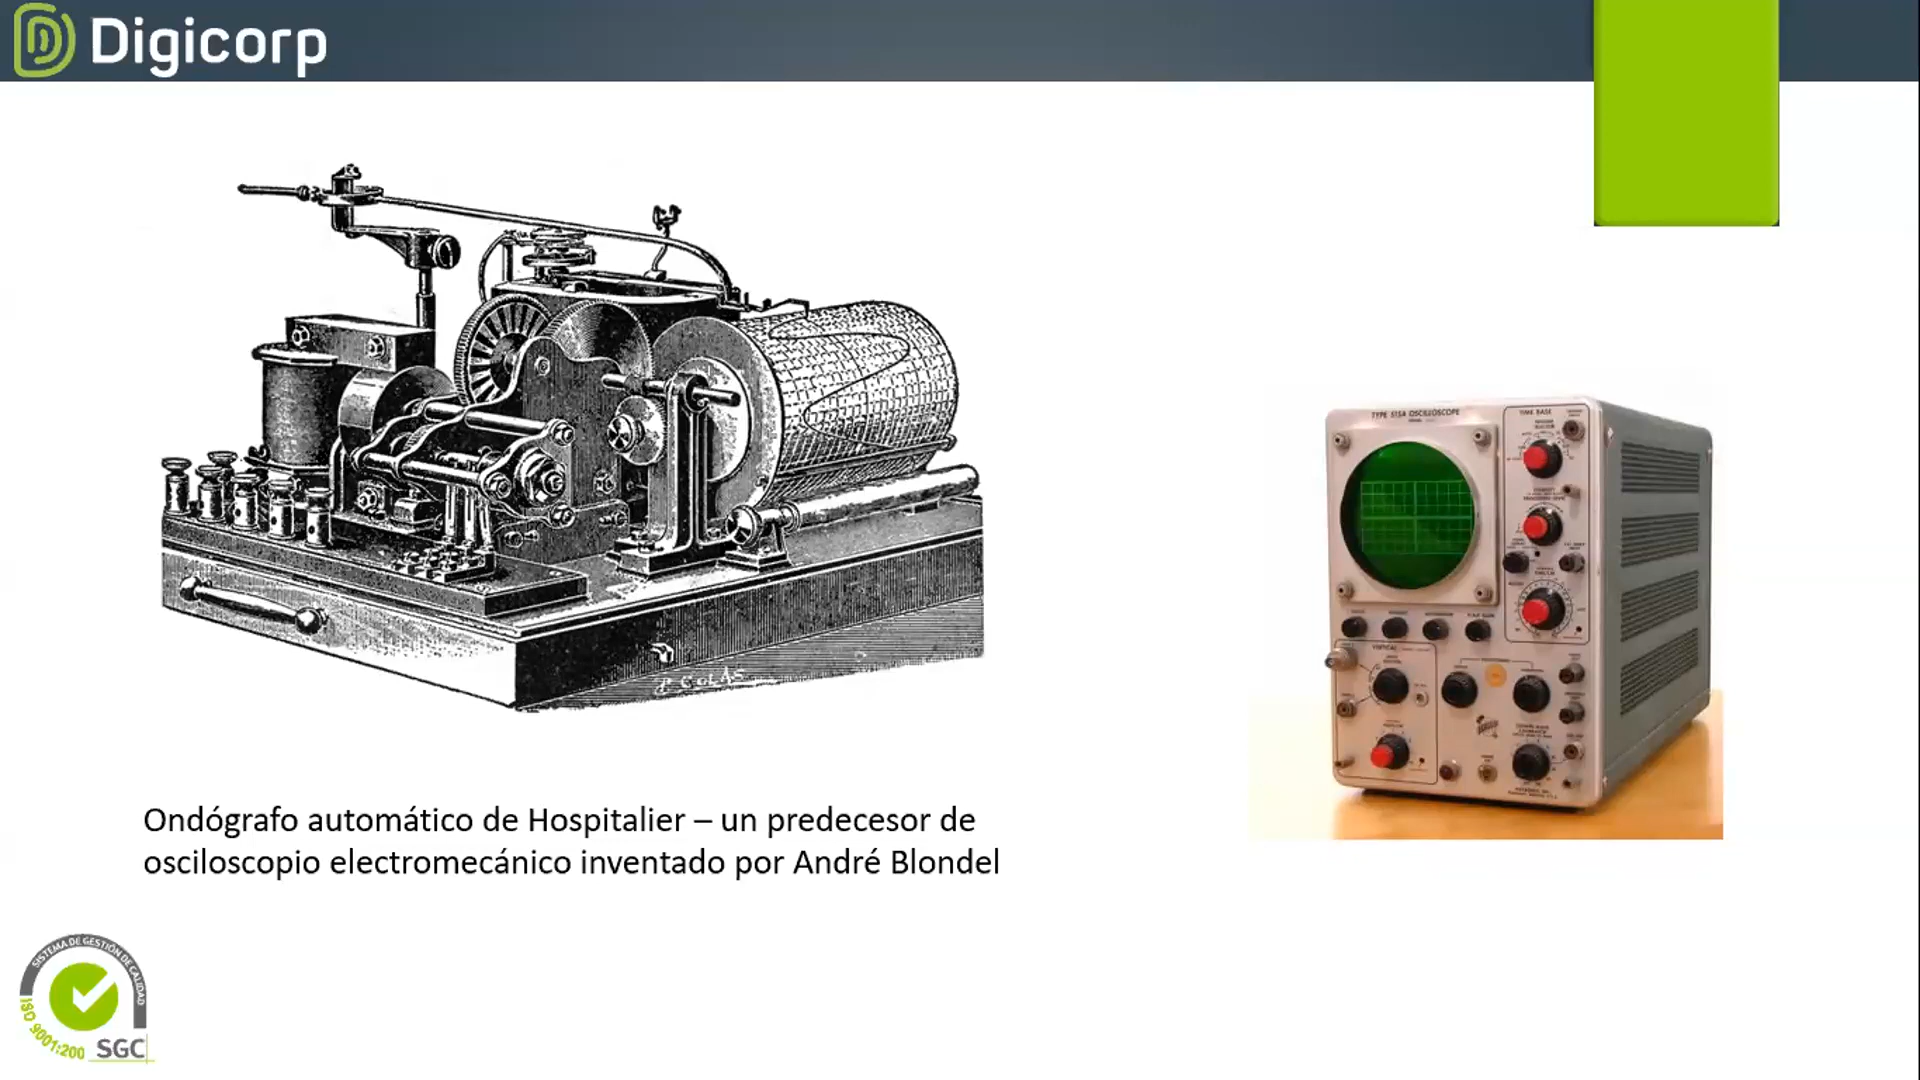 Digicorp
TYPE 515A OSCILLOSCOPE
TIME BASE
VERTICAL
Ondógrafo automático de Hospitalier – un predecesor de
osciloscopio electromecánico inventado por André Blondel
SISTEMA DE GESTIÓN DE CALIDAD
ISO 9001:200
SGC